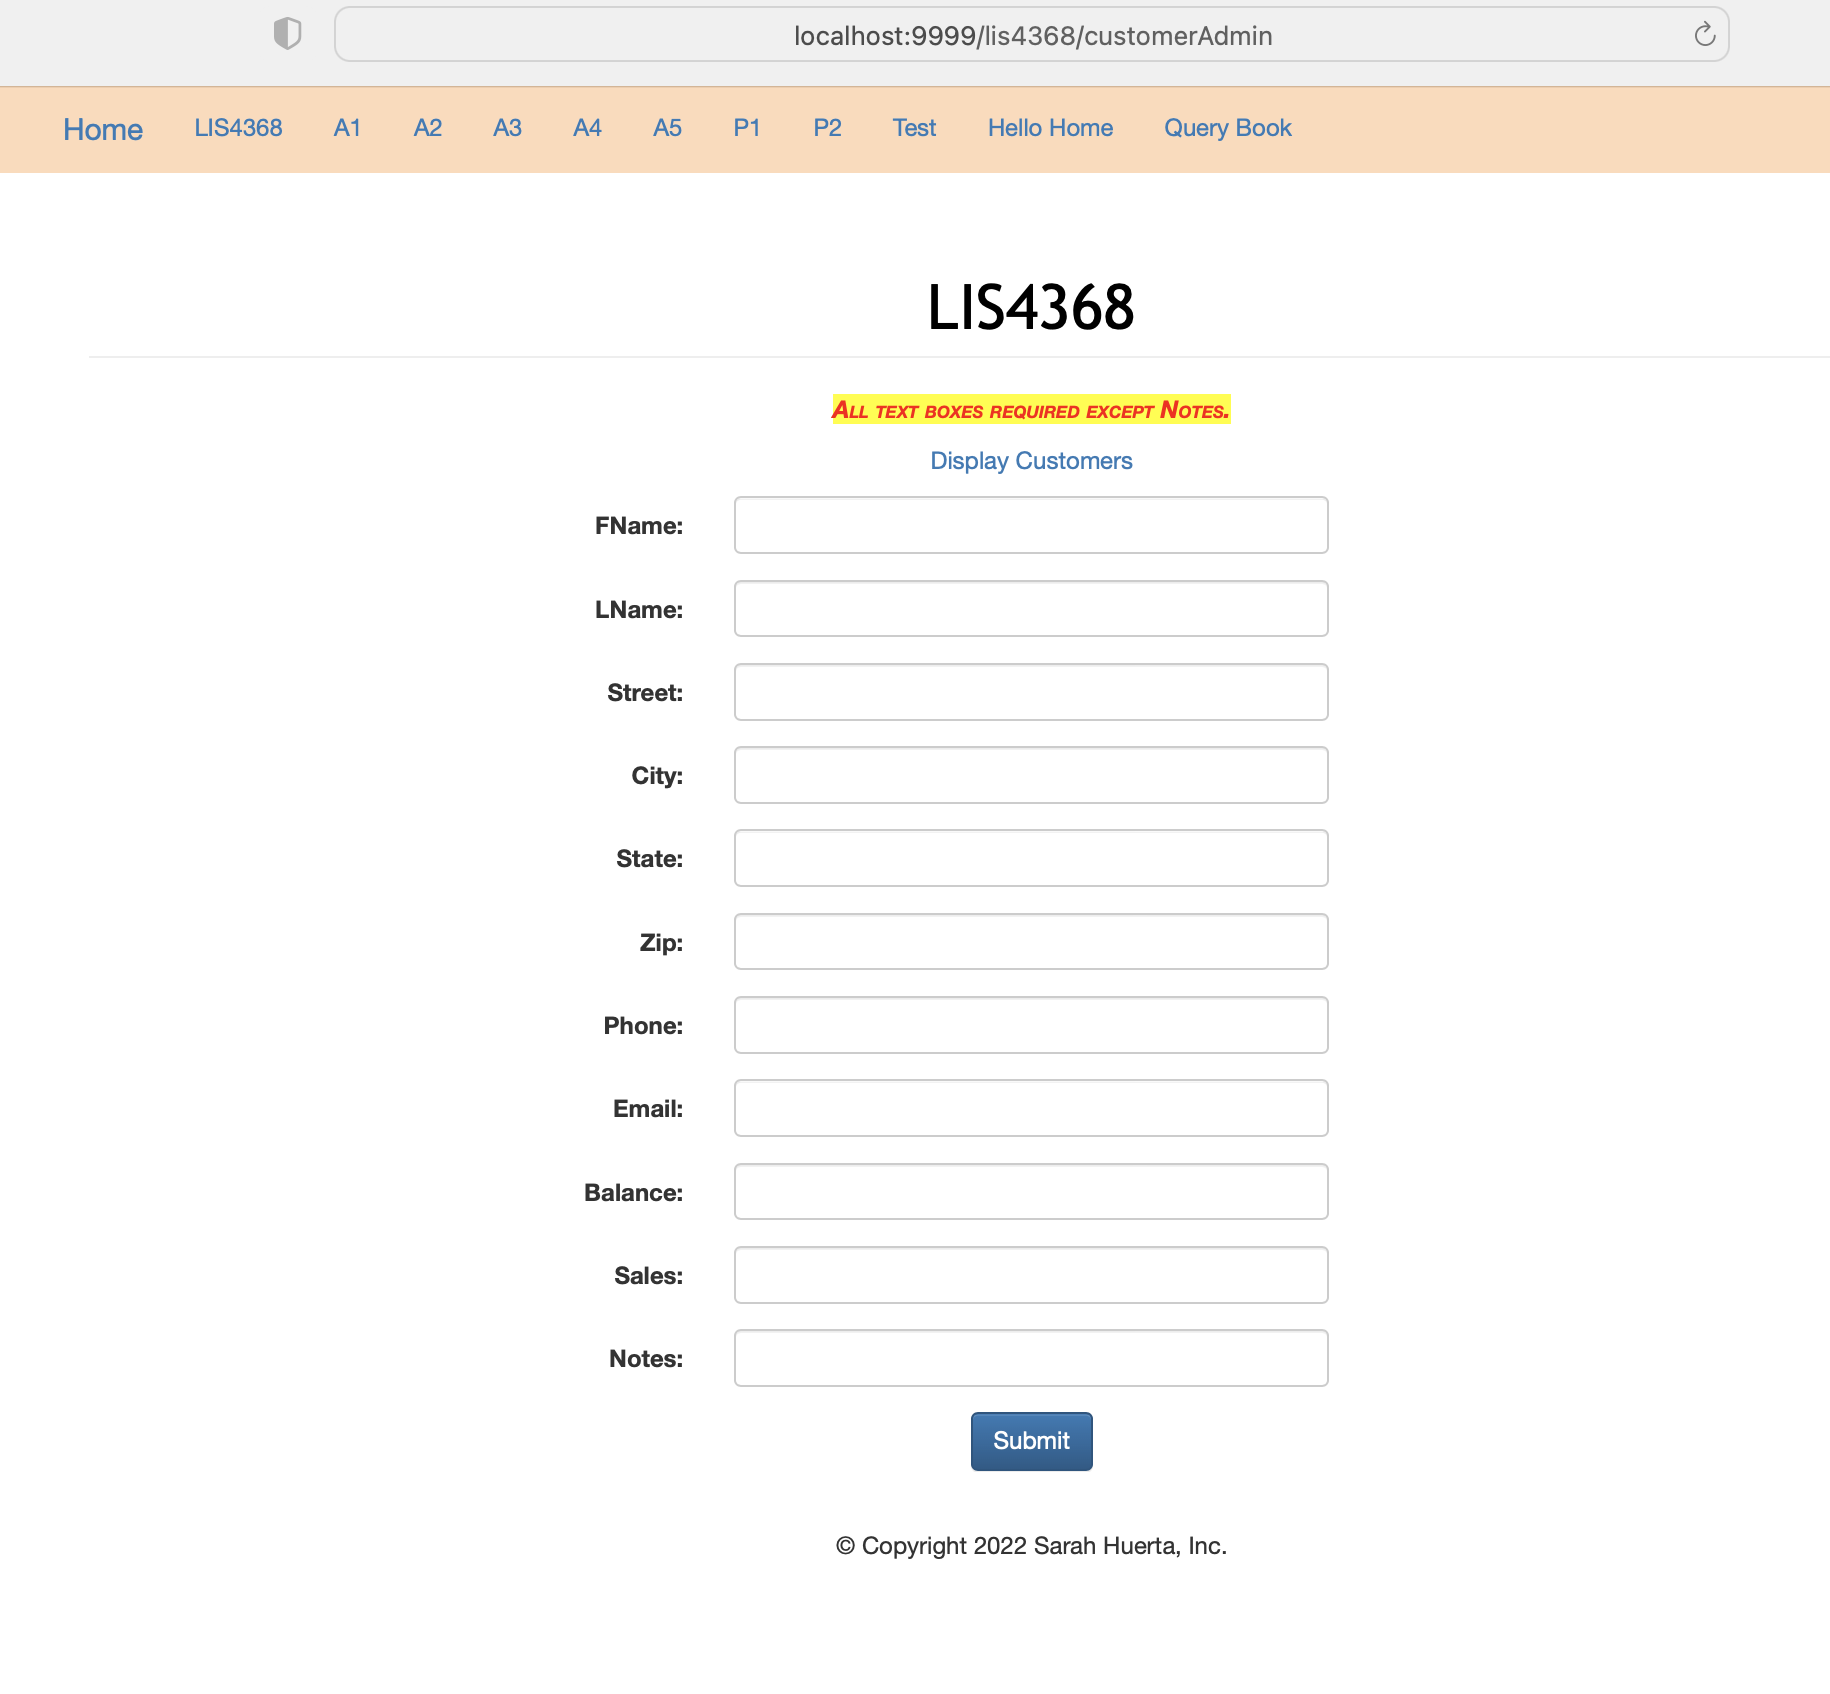 localhost:9999/lis4368/customerAdmin
Home LIS4368 A1 A2 A3 A4 A5 P1 P2 Test Hello Home Query Book
LIS4368
All text boxes required except Notes.
Display Customers
FName:
LName:
Street:
City:
State:
Zip:
Phone:
Email:
Balance:
Sales:
Notes:
Submit
© Copyright 2022 Sarah Huerta, Inc.